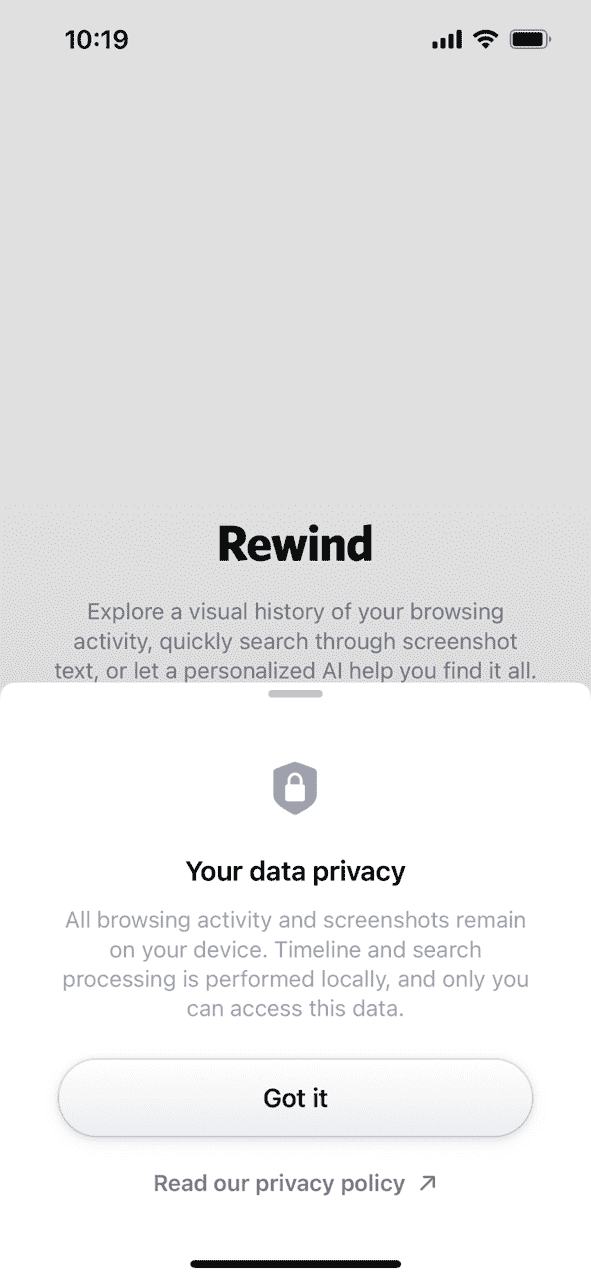 10:19
Rewind
Explore a visual history of your browsing
activity, quickly search through screenshot
text, or let a personalized AI help you find it all.
Your data privacy
All browsing activity and screenshots remain
on your device. Timeline and search
processing is performed locally, and only you
can access this data.
Got it
Read our privacy policy